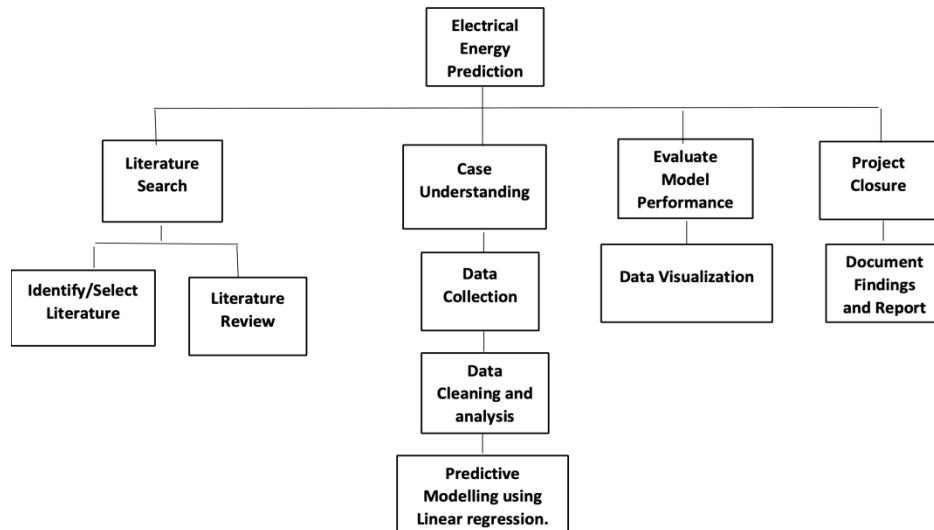 Electrical
Energy
Prediction
Literature
Search
Case
Understanding
Evaluate
Model
Performance
Project
Closure
Identify/Select
Literature
Literature
Review
Data
Collection
Data Visualization
Document
Findings
and Report
Data
Cleaning and
analysis
Predictive
Modelling using
Linear regression.